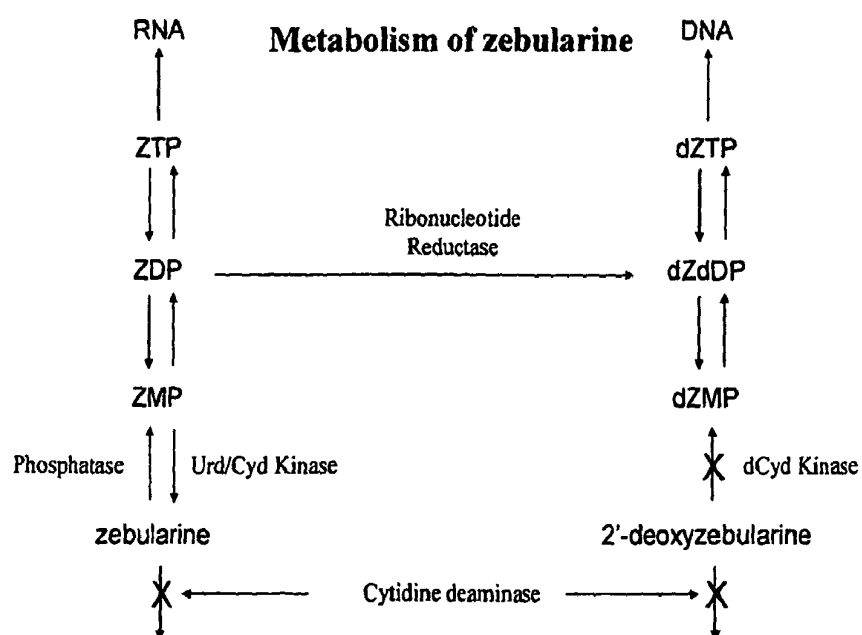 Metabolism of zebularine
RNA
DNA
ZTP
dZTP
Ribonucleotide
Reductase
ZDP
dZdDP
ZMP
dZMP
Phosphatase
Urd/Cyd Kinase
X
dCyd Kinase
zebularine
2'-deoxyzebularine
X
Cytidine deaminase
X